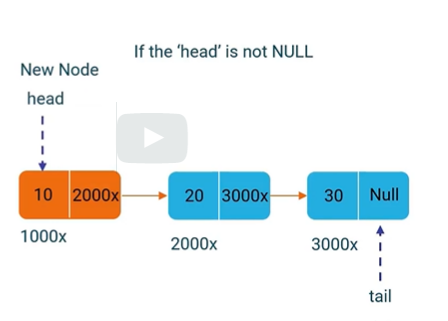 If the ‘head’ is not NULL
New Node
head
10 2000x 20 3000x 30 Null
1000x 2000x 3000x
tail